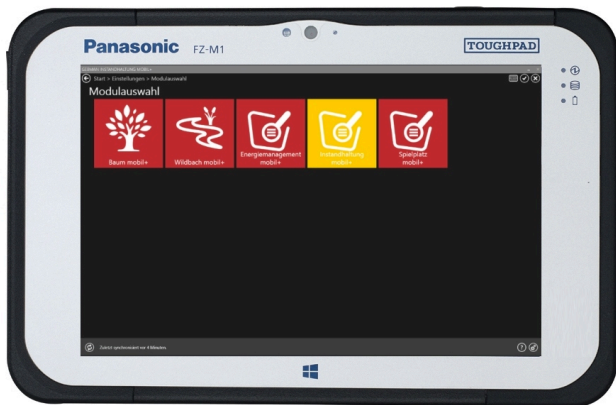 Panasonic FZ-M1
TOUGHPAD
Start > Einstellungen > Modulauswahl
Modulauswahl
Baum mobil+
Wildbach mobil+
Energiemanagement
mobil+
Instandhaltung
mobil+
Spielplatz
mobil+
Zuletzt synchronisiert vor 4 Minuten.